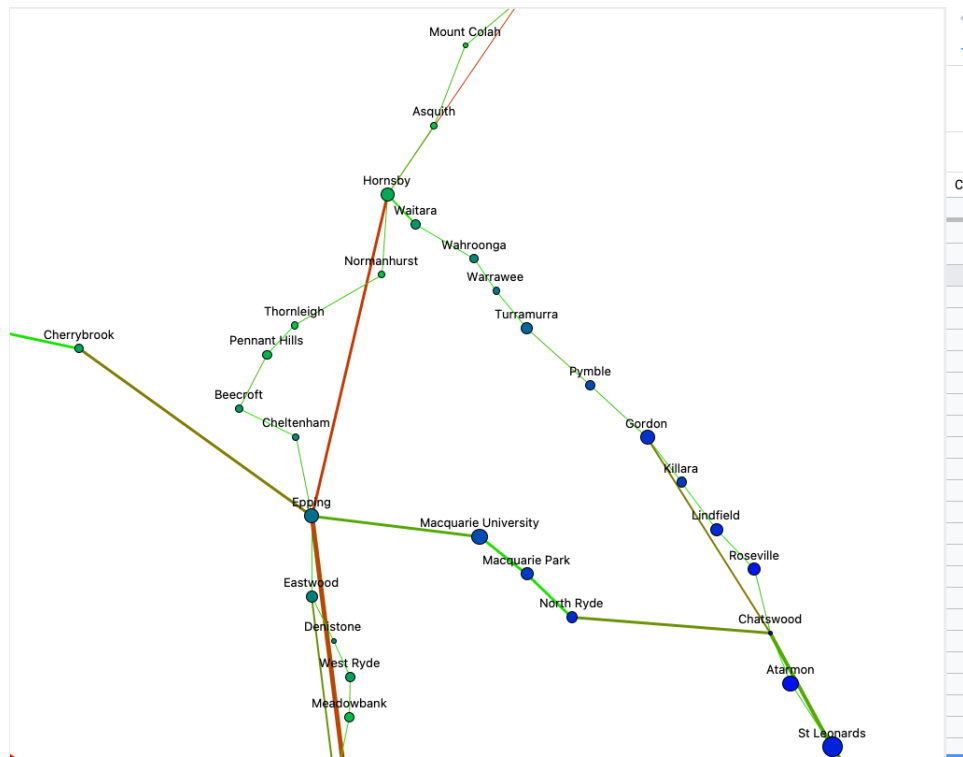 Mount Colah
Asquith
Hornsby
C
Waitara
Wahroonga
Normanhurst
Warrawee
Thornleigh
Turramurra
Cherrybrook
Pennant Hills
Pymble
Beecroft
Cheltenham
Gordon
Killara
Epping
Lindfield
Macquarie University
Roseville
Macquarie Park
Eastwood
North Ryde
Chatswood
Denistone
West Ryde
Atarmon
Meadowbank
St Leonards